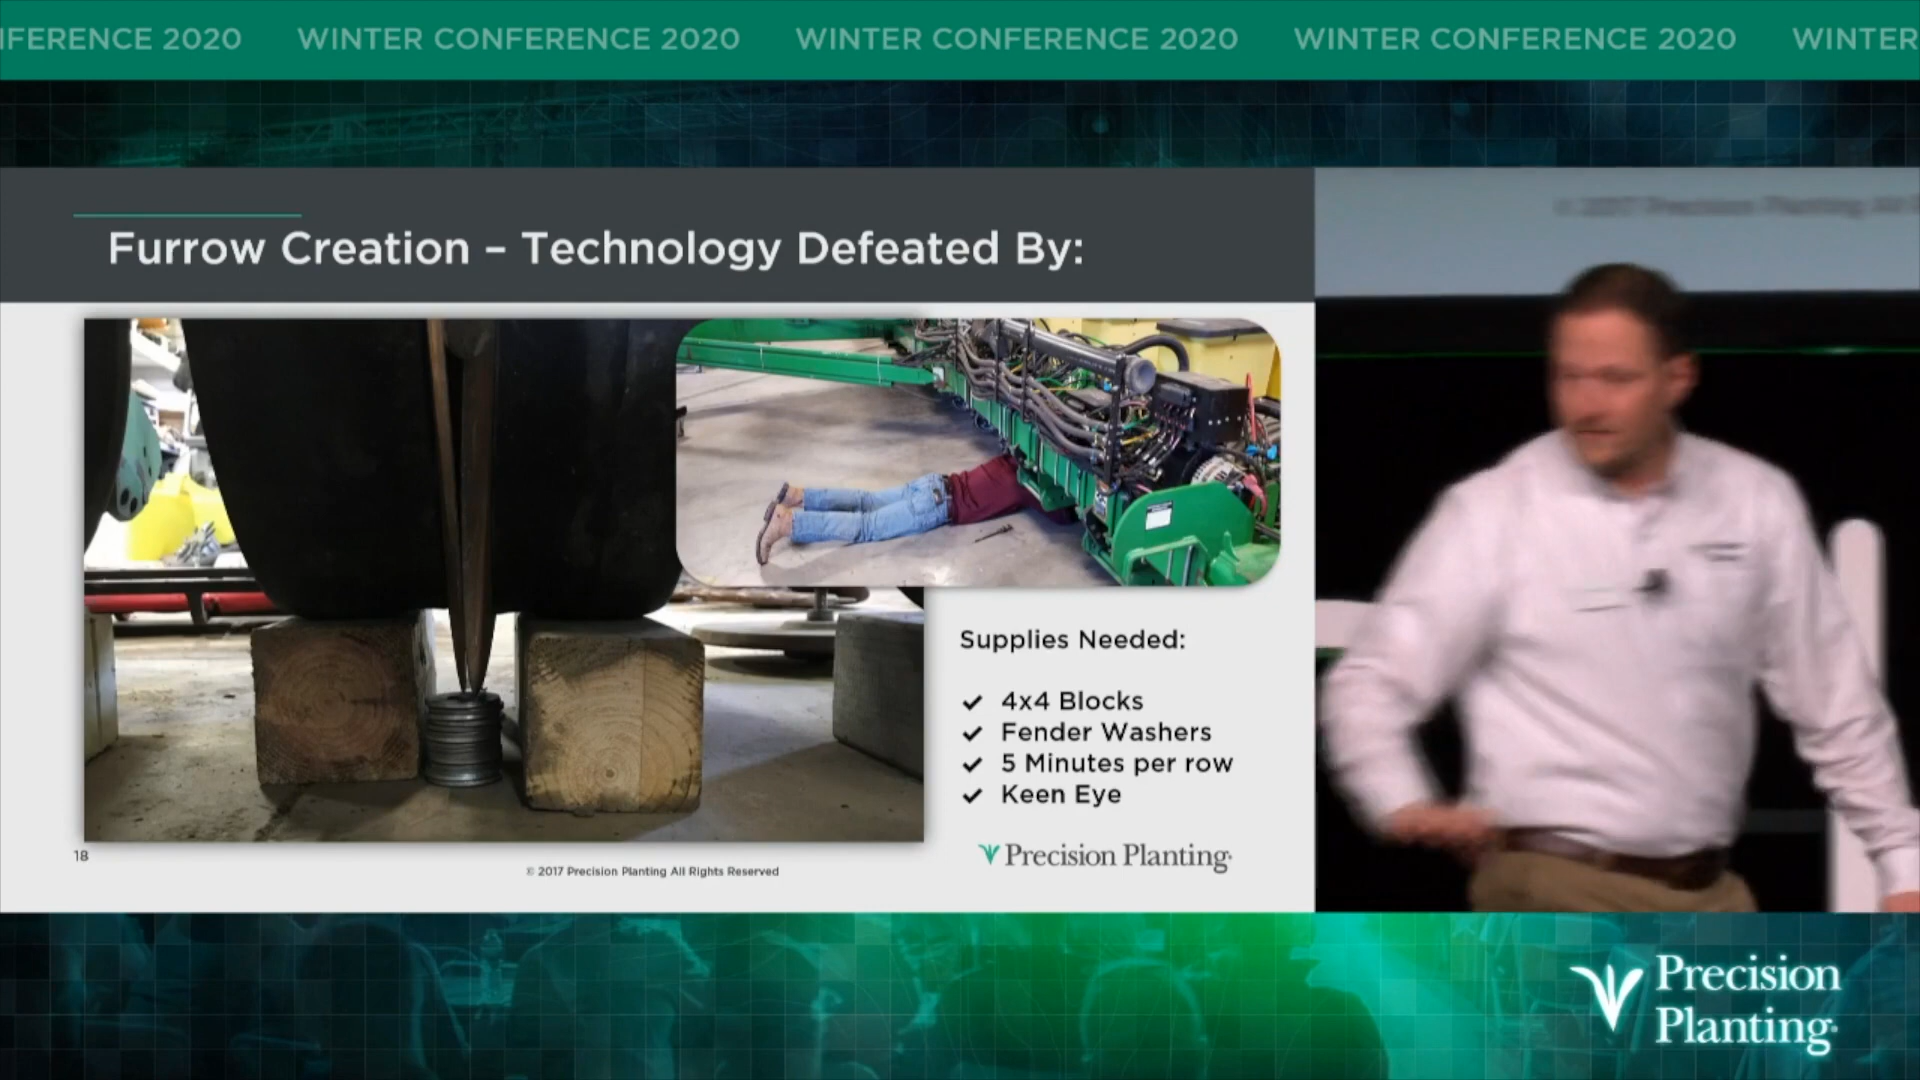 FERENCE 2020 WINTER CONFERENCE 2020 WINTER CONFERENCE 2020 WINTER CONFERENCE 2020 WINTER
Furrow Creation – Technology Defeated By:
Supplies Needed:
✓ 4x4 Blocks
✓ Fender Washers
✓ 5 Minutes per row
✓ Keen Eye
Precision Planting
18
© 2017 Precision Planting All Rights Reserved
Precision
Planting